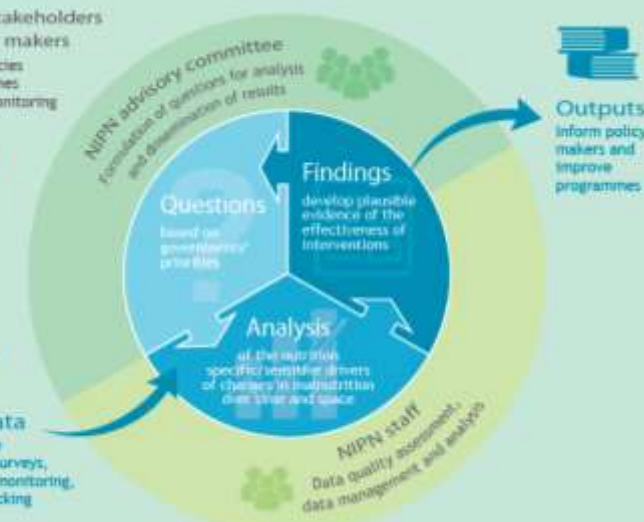 takeholders
makers
cies
nes
onitoring
NIPN advisory committee
Formulation of questions for analysis
and dissemination of results
Outputs
Inform policy
makers and
improve
programmes
Findings
develop plausible
evidence of the
effectiveness of
interventions
Questions
based on
governments'
priorities
Analysis
of the nutrition
specific/sensitive drivers
of changes in malnutrition
over time and space
ata
urveys,
monitoring,
cking
NIPN staff
Data quality assessment,
data management and analysis